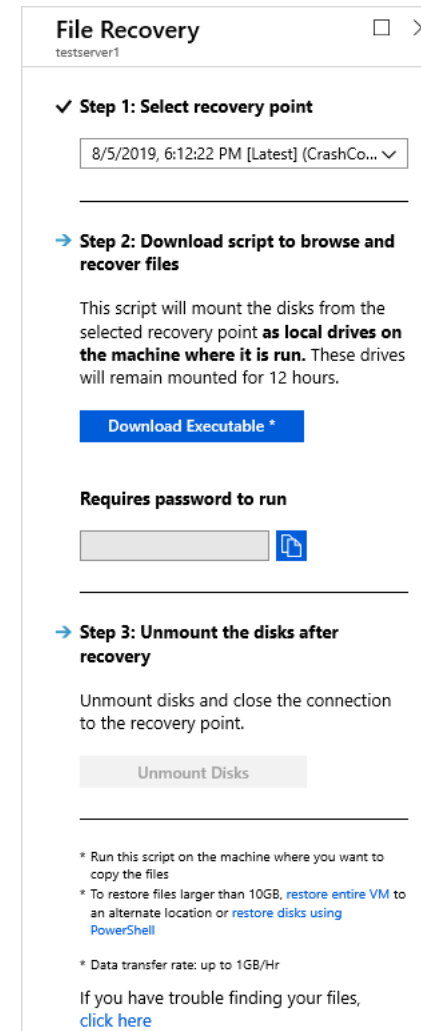 File Recovery
testserver1
Step 1: Select recovery point
8/5/2019, 6:12:22 PM [Latest] (CrashCo...
Step 2: Download script to browse and
recover files
This script will mount the disks from the
selected recovery point as local drives on
the machine where it is run. These drives
will remain mounted for 12 hours.
Download Executable *
Requires password to run
Step 3: Unmount the disks after
recovery
Unmount disks and close the connection
to the recovery point.
Unmount Disks
* Run this script on the machine where you want to
copy the files
* To restore files larger than 10GB, restore entire VM to
an alternate location or restore disks using
PowerShell
* Data transfer rate: up to 1GB/Hr
If you have trouble finding your files,
click here